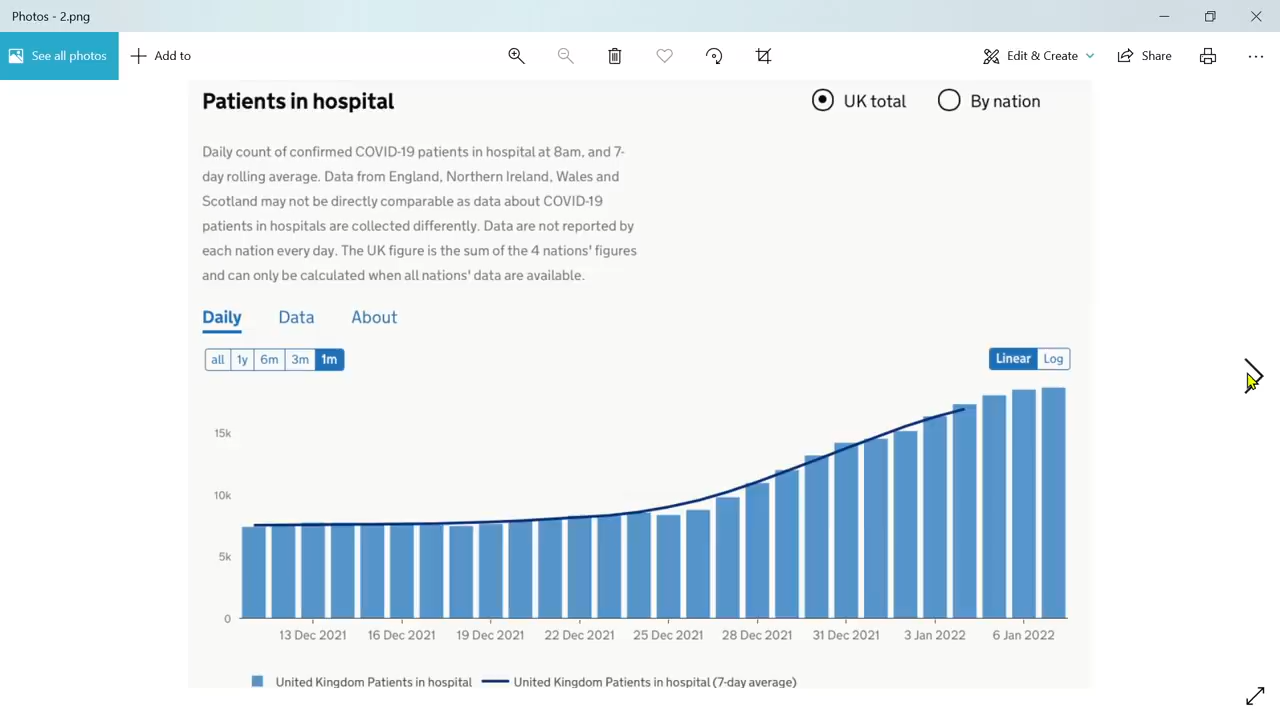 Photos - 2.png
See all photos
Add to
Edit & Create
Share
Patients in hospital
UK total
By nation
Daily count of confirmed COVID-19 patients in hospital at 8am, and 7-
day rolling average. Data from England, Northern Ireland, Wales and
Scotland may not be directly comparable as data about COVID-19
patients in hospitals are collected differently. Data are not reported by
each nation every day. The UK figure is the sum of the 4 nations' figures
and can only be calculated when all nations' data are available.
Daily Data About
all 1y 6m 3m 1m
Linear Log
15k
10k
5k
0
13 Dec 2021 16 Dec 2021 19 Dec 2021 22 Dec 2021 25 Dec 2021 28 Dec 2021 31 Dec 2021 3 Jan 2022 6 Jan 2022
United Kingdom Patients in hospital United Kingdom Patients in hospital (7-day average)